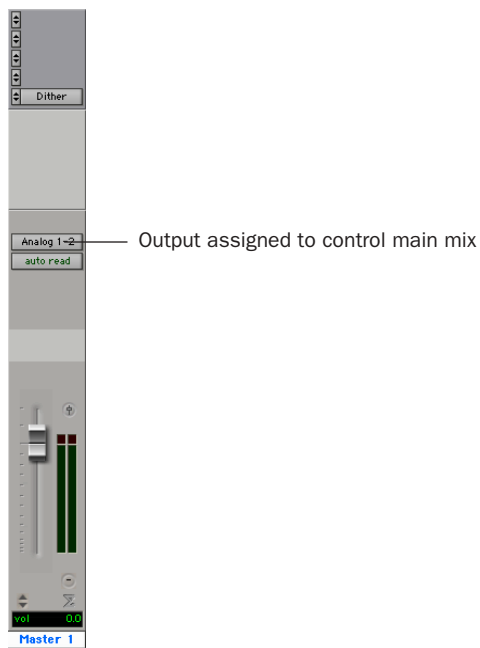 Dither
Analog 1-2
Output assigned to control main mix
auto read
vol 0.0
Master 1